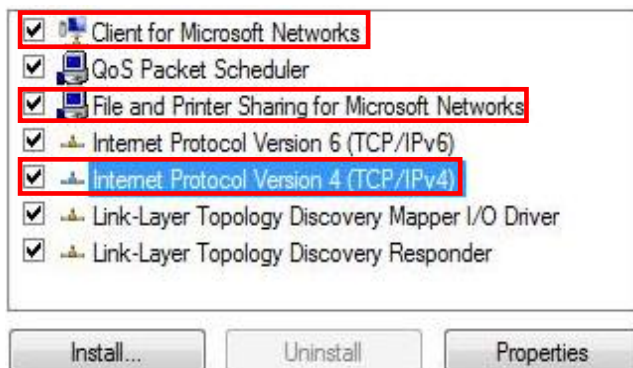 Client for Microsoft Networks
QoS Packet Scheduler
File and Printer Sharing for Microsoft Networks
Internet Protocol Version 6 (TCP/IPv6)
Internet Protocol Version 4 (TCP/IPv4)
Link-Layer Topology Discovery Mapper I/O Driver
Link-Layer Topology Discovery Responder
Install... Uninstall Properties